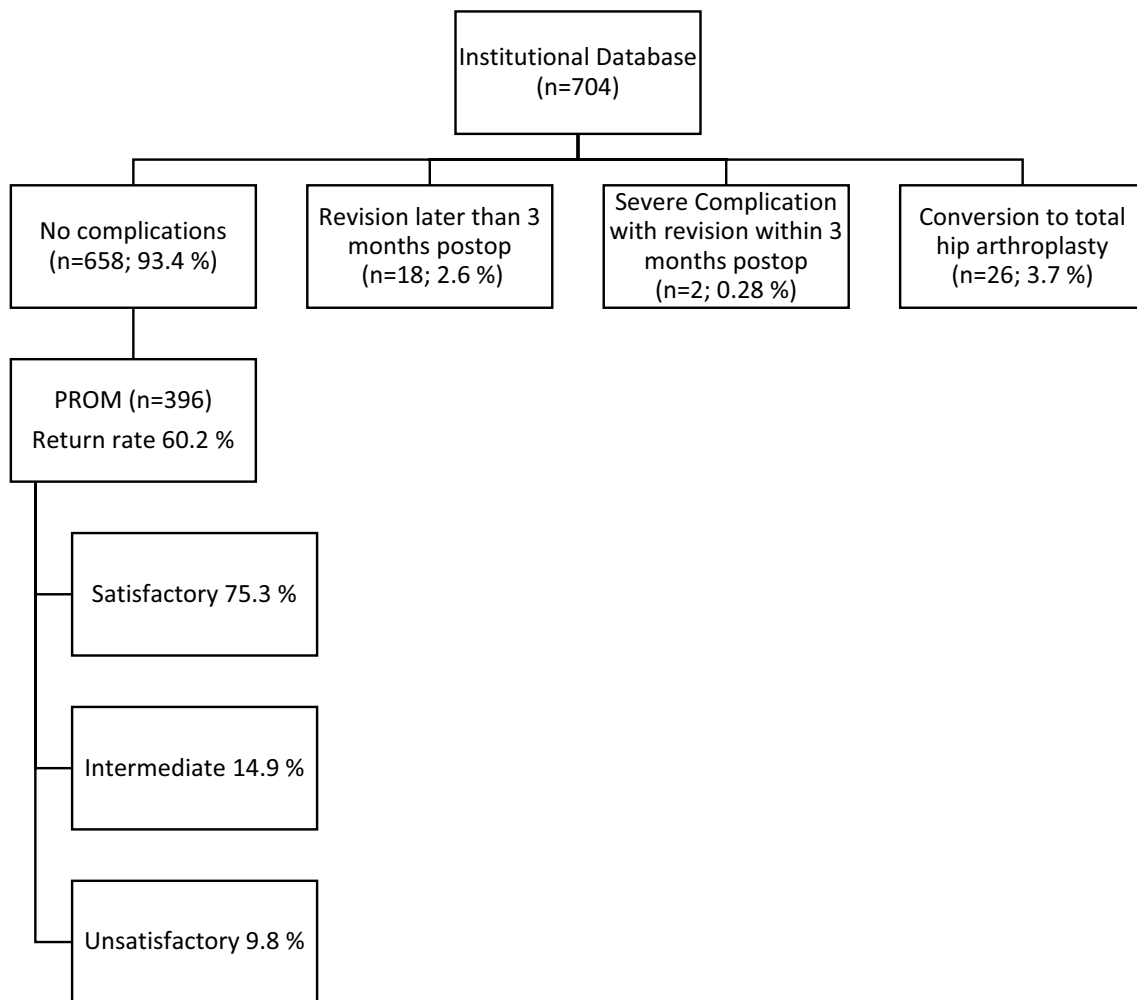 Institutional Database
(n=704)
No complications
(n=658; 93.4 %)
Revision later than 3
months postop
(n=18; 2.6 %)
Severe Complication
with revision within 3
months postop
(n=2; 0.28 %)
Conversion to total
hip arthroplasty
(n=26; 3.7 %)
PROM (n=396)
Return rate 60.2 %
Satisfactory 75.3 %
Intermediate 14.9 %
Unsatisfactory 9.8 %